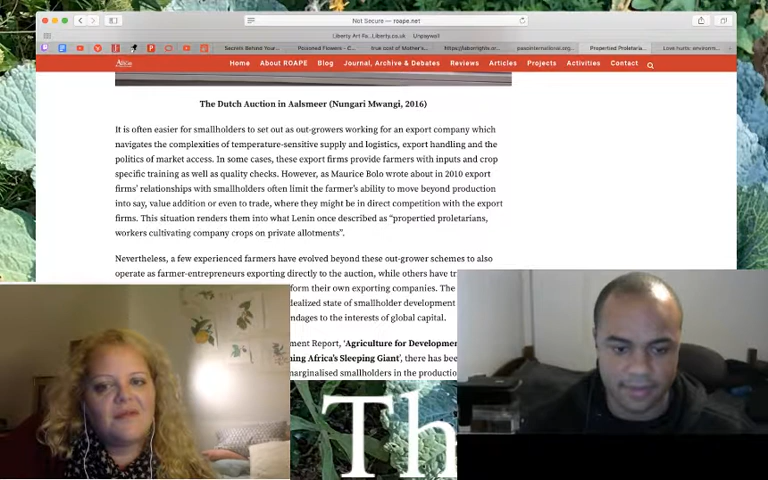 Not Secure — roape.net
Liberty Art Fa...Liberty.co.uk Unpaywall
Secrets Behind Your... Poisoned Flowers – C... true cost of Mother's https://laborrights.or... pasointernational.org... Propertied Proletaria... Love hurts: environm...
Home About ROAPE Blog Journal, Archive & Debates Reviews Articles Projects Activities Contact
The Dutch Auction in Aalsmeer (Nungari Mwangi, 2016)
It is often easier for smallholders to set out as out-growers working for an export company which
navigates the complexities of temperature-sensitive supply and logistics, export handling and the
politics of market access. In some cases, these export firms provide farmers with inputs and crop
specific training as well as quality checks. However, as Maurice Bolo wrote about in 2010 export
firms' relationships with smallholders often limit the farmer's ability to move beyond production
into say, value addition or even to trade, where they might be in direct competition with the export
firms. This situation renders them into what Lenin once described as "propertied proletarians,
workers cultivating company crops on private allotments".
Nevertheless, a few experienced farmers have evolved beyond these out-grower schemes to also
operate as farmer-entrepreneurs exporting directly to the auction, while others have tr
form their own exporting companies. The
dealized state of smallholder development
ndages to the interests of global capital.
ment Report, 'Agriculture for Developmer
ning Africa's Sleeping Giant', there has bee
marginalised smallholders in the productio
Th